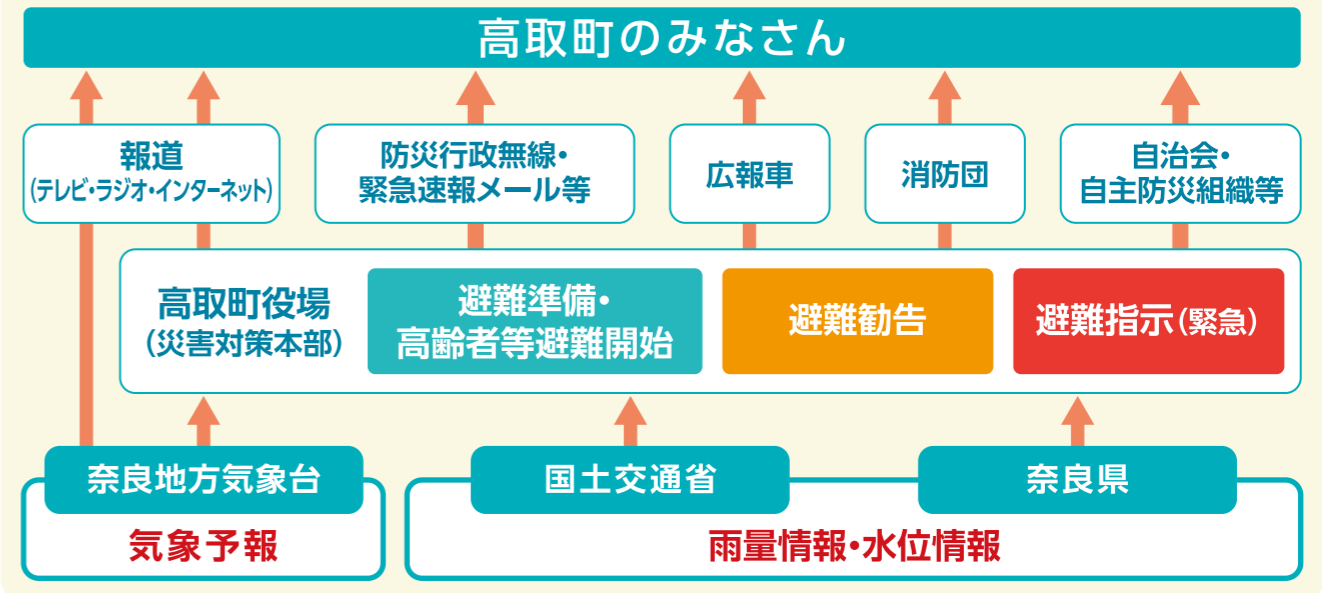 高取町のみなさん
報道
(テレビ・ラジオ・インターネット)
防災行政無線・
緊急速報メール等
広報車
消防団
自治会・
自主防災組織等
高取町役場
(災害対策本部)
避難準備・
高齢者等避難開始
避難勧告
避難指示(緊急)
奈良地方気象台
気象予報
国土交通省
奈良県
雨量情報・水位情報